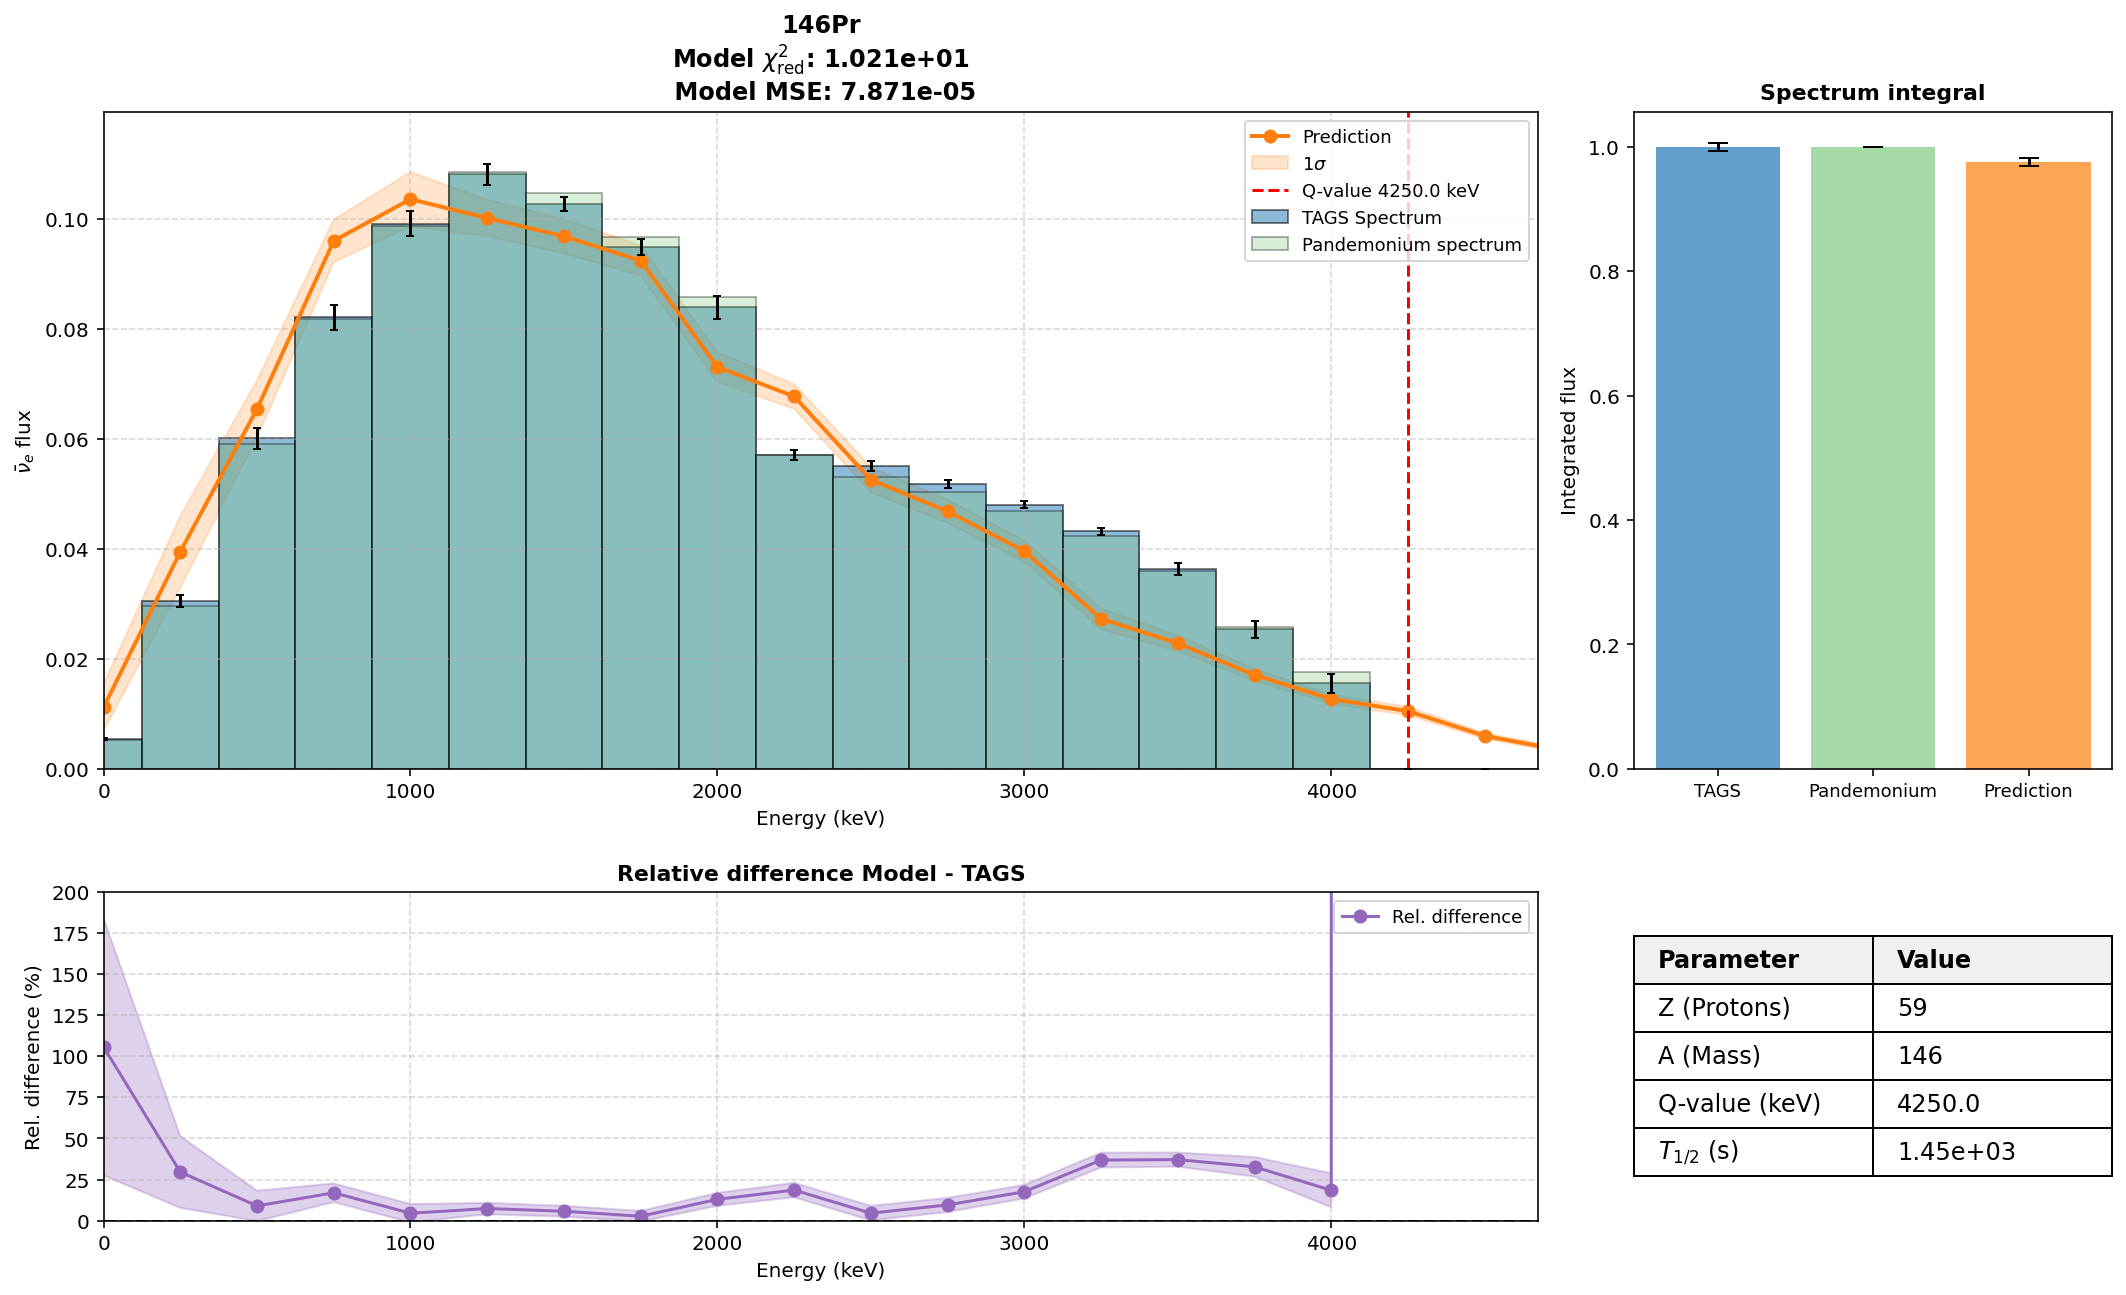 146Pr
Model χ²red: 1.021e+01
Model MSE: 7.871e-05
0.00
0.02
0.04
0.06
0.08
0.10
ν̄e flux
0
1000
2000
3000
4000
Energy (keV)
Prediction
1σ
Q-value 4250.0 keV
TAGS Spectrum
Pandemonium spectrum
Spectrum integral
1.0
0.8
0.6
0.4
0.2
0.0
Integrated flux
TAGS
Pandemonium
Prediction
Relative difference Model - TAGS
200
175
150
125
100
75
50
25
0
Rel. difference (%)
0
1000
2000
3000
4000
Energy (keV)
Rel. difference
Parameter Value
Z (Protons) 59
A (Mass) 146
Q-value (keV) 4250.0
T1/2 (s) 1.45e+03